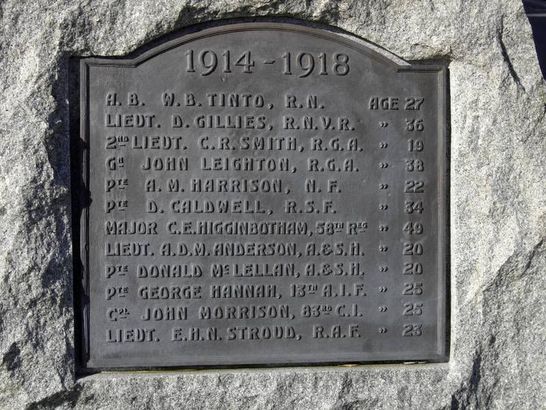 1914 - 1918
A. B. W. B. TINTO, R. N. AGE 27
LIEUT. D. GILLIES, R. N. V. R. " 36
2ND LIEUT. C. R. SMITH, R. G. A. " 19
GR JOHN LEIGHTON, R. G. A. " 38
PTE A. M. HARRISON, N. F. " 22
PTE D. CALDWELL, R. S. F. " 34
MAJOR C. E. HIGGINBOTHAM, 58TH RFS " 49
LIEUT. A. D. M. ANDERSON, A. & S. H. " 20
PTE DONALD MCLELLAN, A. & S. H. " 20
PTE GEORGE HANNAH, 13TH A. I. F. " 25
CPL JOHN MORRISON, 83RD C. I. " 25
LIEUT. E. H. N. STROUD, R. A. F. " 23